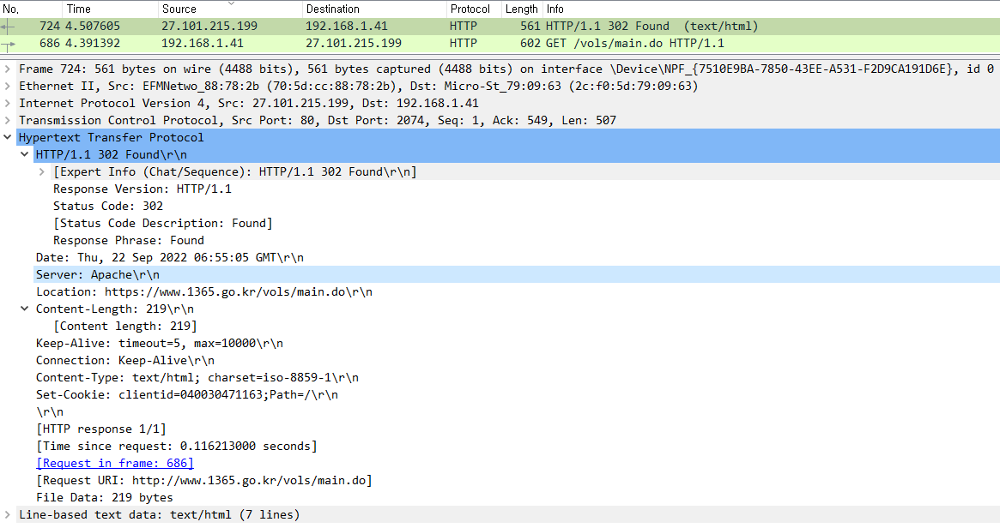 No. Time Source Destination Protocol Length Info
724 4.507605 27.101.215.199 192.168.1.41 HTTP 561 HTTP/1.1 302 Found  (text/html)
686 4.391392 192.168.1.41 27.101.215.199 HTTP 602 GET /vols/main.do HTTP/1.1
Frame 724: 561 bytes on wire (4488 bits), 561 bytes captured (4488 bits) on interface \Device\NPF_{7510E9BA-7850-43EE-A531-F2D9CA191D6E}, id 0
Ethernet II, Src: EFMNetwo_88:78:2b (70:5d:cc:88:78:2b), Dst: Micro-St_79:09:63 (2c:f0:5d:79:09:63)
Internet Protocol Version 4, Src: 27.101.215.199, Dst: 192.168.1.41
Transmission Control Protocol, Src Port: 80, Dst Port: 2074, Seq: 1, Ack: 549, Len: 507
Hypertext Transfer Protocol
HTTP/1.1 302 Found\r\n
[Expert Info (Chat/Sequence): HTTP/1.1 302 Found\r\n]
Response Version: HTTP/1.1
Status Code: 302
[Status Code Description: Found]
Response Phrase: Found
Date: Thu, 22 Sep 2022 06:55:05 GMT\r\n
Server: Apache\r\n
Location: https://www.1365.go.kr/vols/main.do\r\n
Content-Length: 219\r\n
[Content length: 219]
Keep-Alive: timeout=5, max=10000\r\n
Connection: Keep-Alive\r\n
Content-Type: text/html; charset=iso-8859-1\r\n
Set-Cookie: clientid=040030471163;Path=/\r\n
\r\n
[HTTP response 1/1]
[Time since request: 0.116213000 seconds]
[Request in frame: 686]
[Request URI: http://www.1365.go.kr/vols/main.do]
File Data: 219 bytes
Line-based text data: text/html (7 lines)